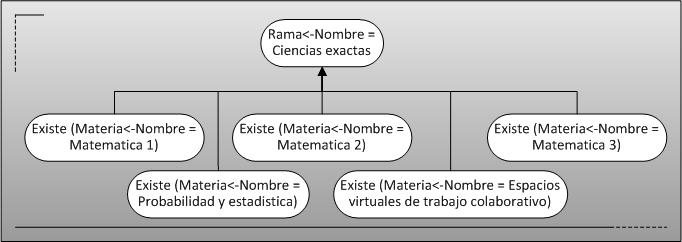 Rama<-Nombre =
Ciencias exactas
Existe (Materia<-Nombre =
Matematica 1)
Existe (Materia<-Nombre =
Matematica 2)
Existe (Materia<-Nombre =
Matematica 3)
Existe (Materia<-Nombre =
Probabilidad y estadistica)
Existe (Materia<-Nombre = Espacios
virtuales de trabajo colaborativo)